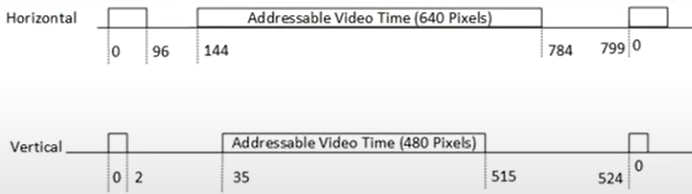 Horizontal Addressable Video Time (640 Pixels)
0 96 144 784 799 0
Vertical Addressable Video Time (480 Pixels)
0 2 35 515 524 0